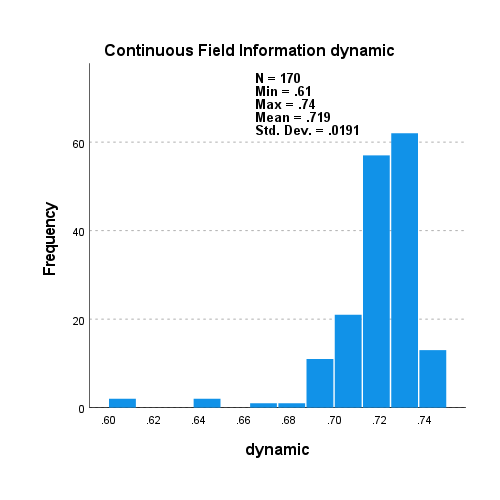 Continuous Field Information dynamic
N = 170
Min = .61
Max = .74
Mean = .719
Std. Dev. = .0191
60
40
20
0
Frequency
.60 .62 .64 .66 .68 .70 .72 .74
dynamic